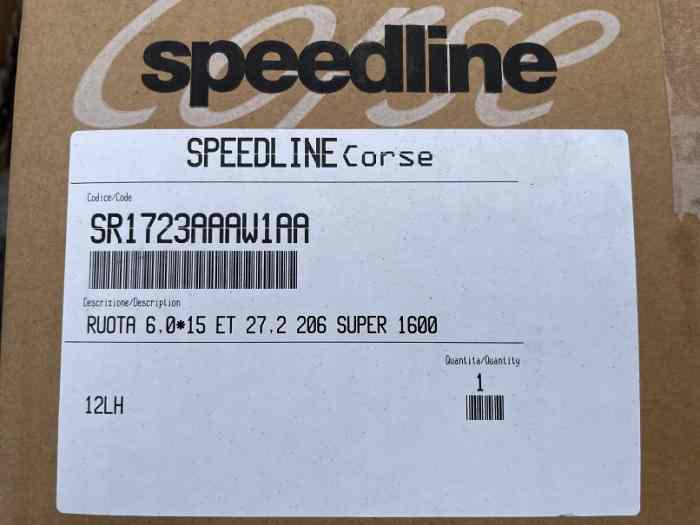 Corse
speedline
SPEEDLINE Corse
Codice/Code
SR1723AAAW1AA
Descrizione/Description
RUOTA 6.0*15 ET 27.2 206 SUPER 1600
Quantita/Quantity
1
12LH